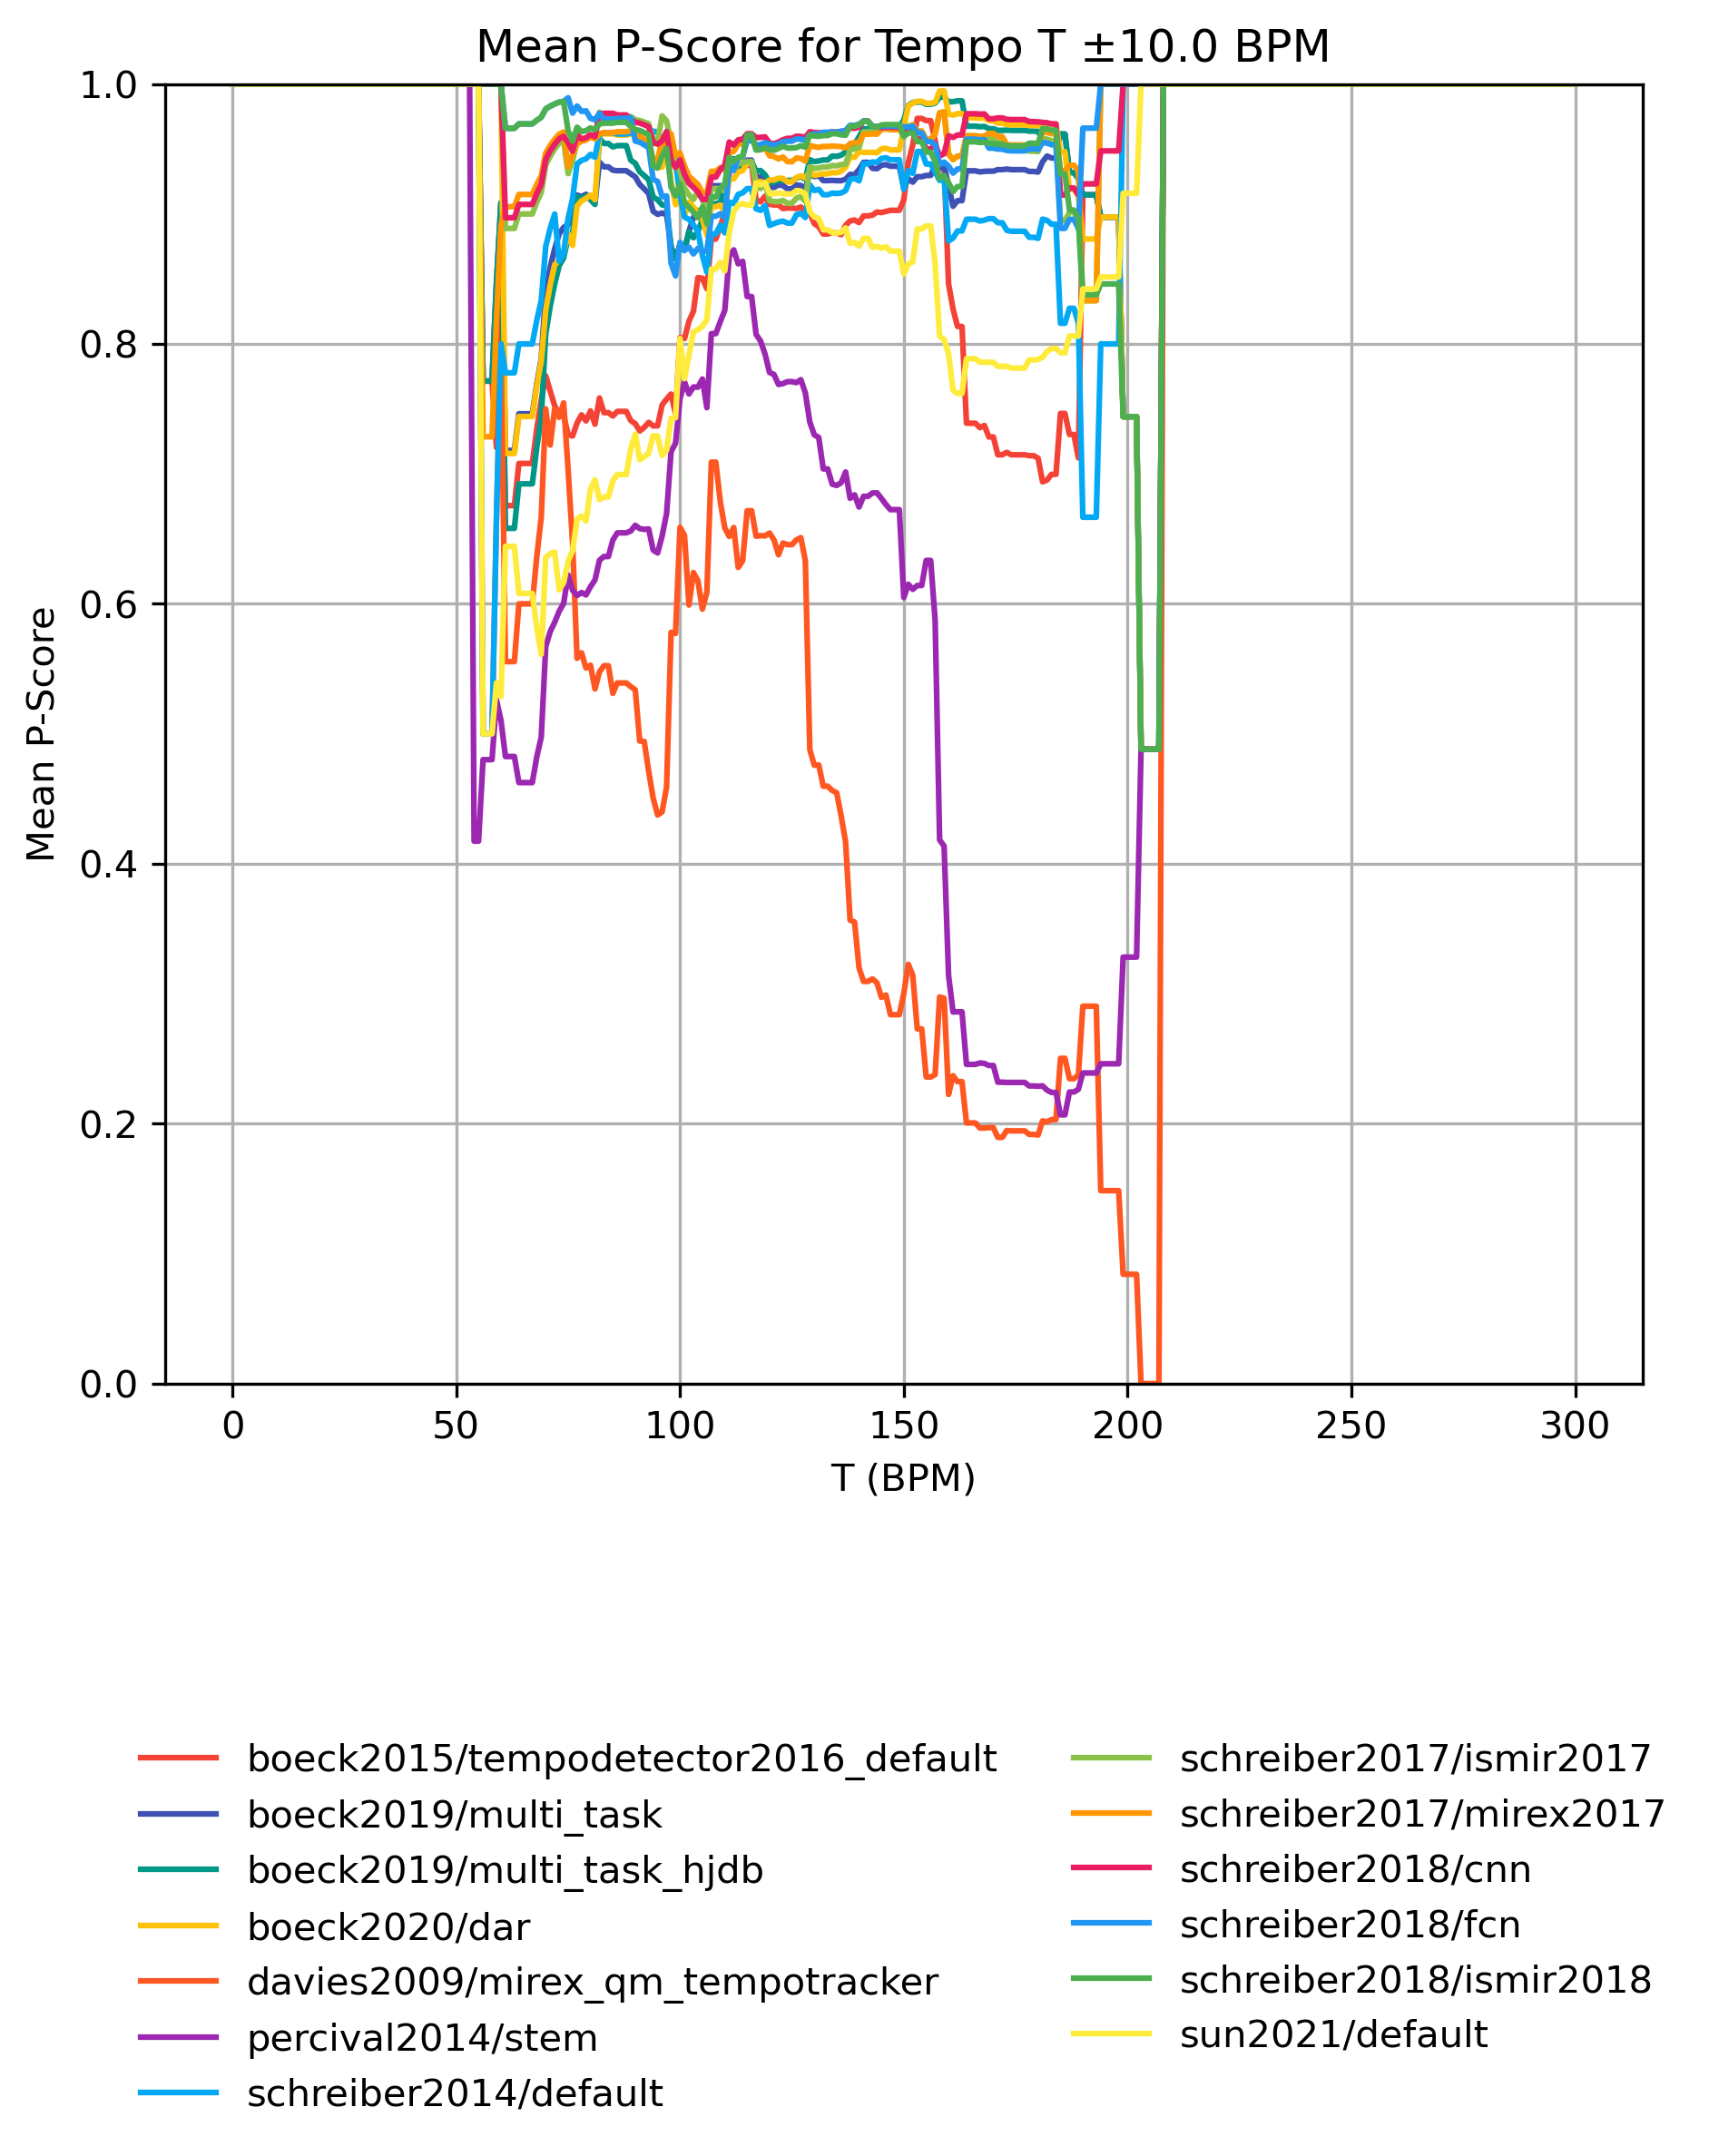 Mean P-Score for Tempo T ±10.0 BPM
1.0
0.8
0.6
0.4
0.2
0.0
Mean P-Score
0 50 100 150 200 250 300
T (BPM)
boeck2015/tempodetector2016_default
boeck2019/multi_task
boeck2019/multi_task_hjdb
boeck2020/dar
davies2009/mirex_qm_tempotracker
percival2014/stem
schreiber2014/default
schreiber2017/ismir2017
schreiber2017/mirex2017
schreiber2018/cnn
schreiber2018/fcn
schreiber2018/ismir2018
sun2021/default